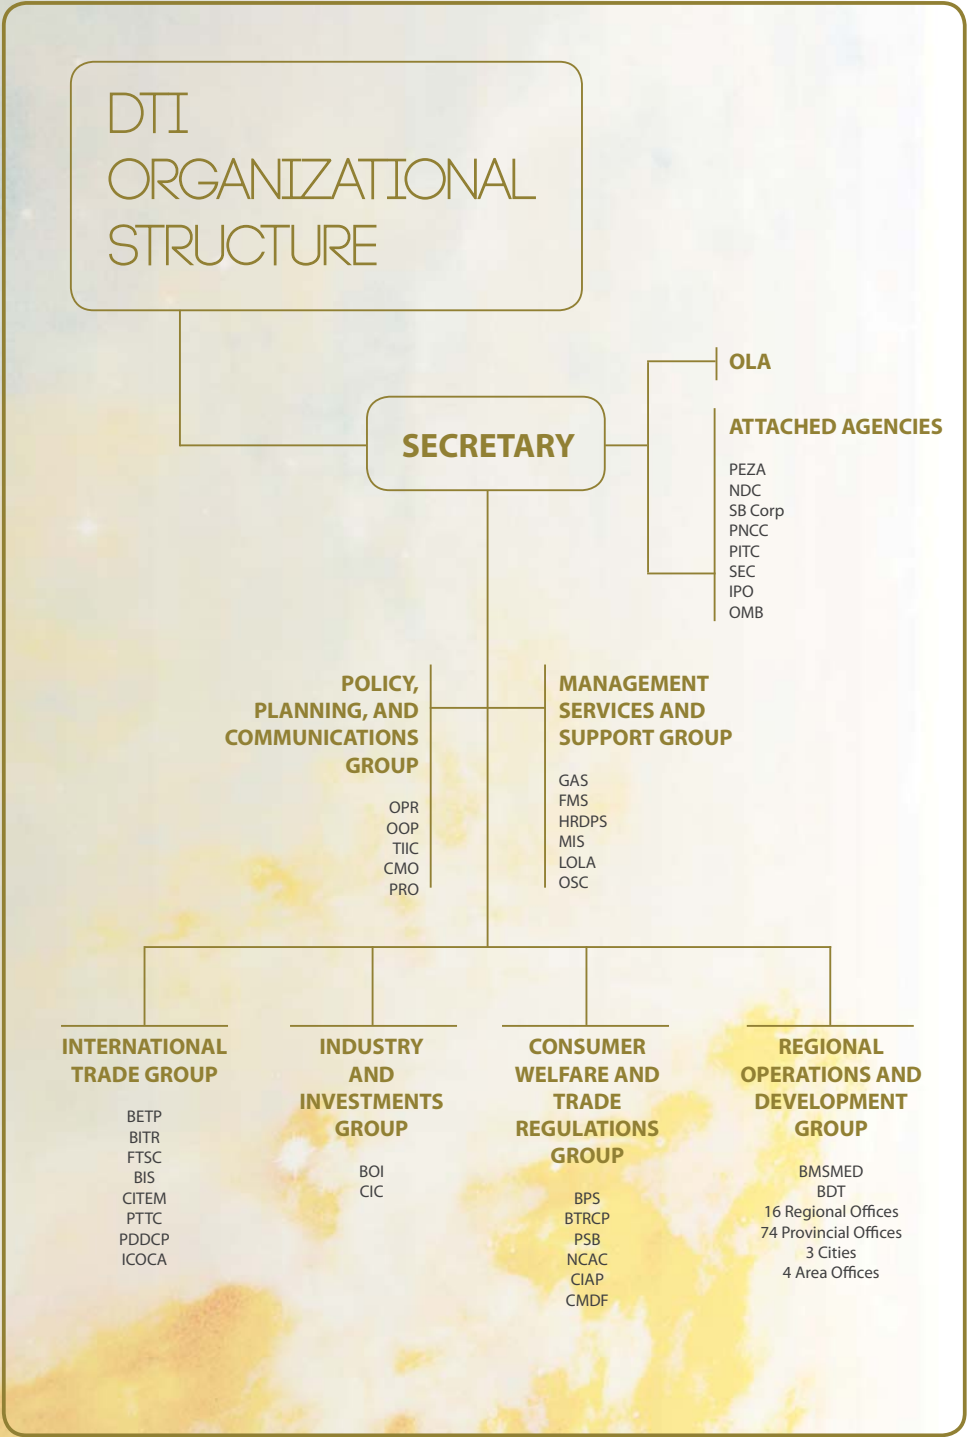 DTI
ORGANIZATIONAL
STRUCTURE
OLA
SECRETARY
ATTACHED AGENCIES
PEZA
NDC
SB Corp
PNCC
PITC
SEC
IPO
OMB
POLICY,
PLANNING, AND
COMMUNICATIONS
GROUP
OPR
OOP
TIIC
CMO
PRO
MANAGEMENT
SERVICES AND
SUPPORT GROUP
GAS
FMS
HRDPS
MIS
LOLA
OSC
INTERNATIONAL
TRADE GROUP
BETP
BITR
FTSC
BIS
CITEM
PTTC
PDDCP
ICOCA
INDUSTRY
AND
INVESTMENTS
GROUP
BOI
CIC
CONSUMER
WELFARE AND
TRADE
REGULATIONS
GROUP
BPS
BTRCP
PSB
NCAC
CIAP
CMDF
REGIONAL
OPERATIONS AND
DEVELOPMENT
GROUP
BMSMED
BDT
16 Regional Offices
74 Provincial Offices
3 Cities
4 Area Offices